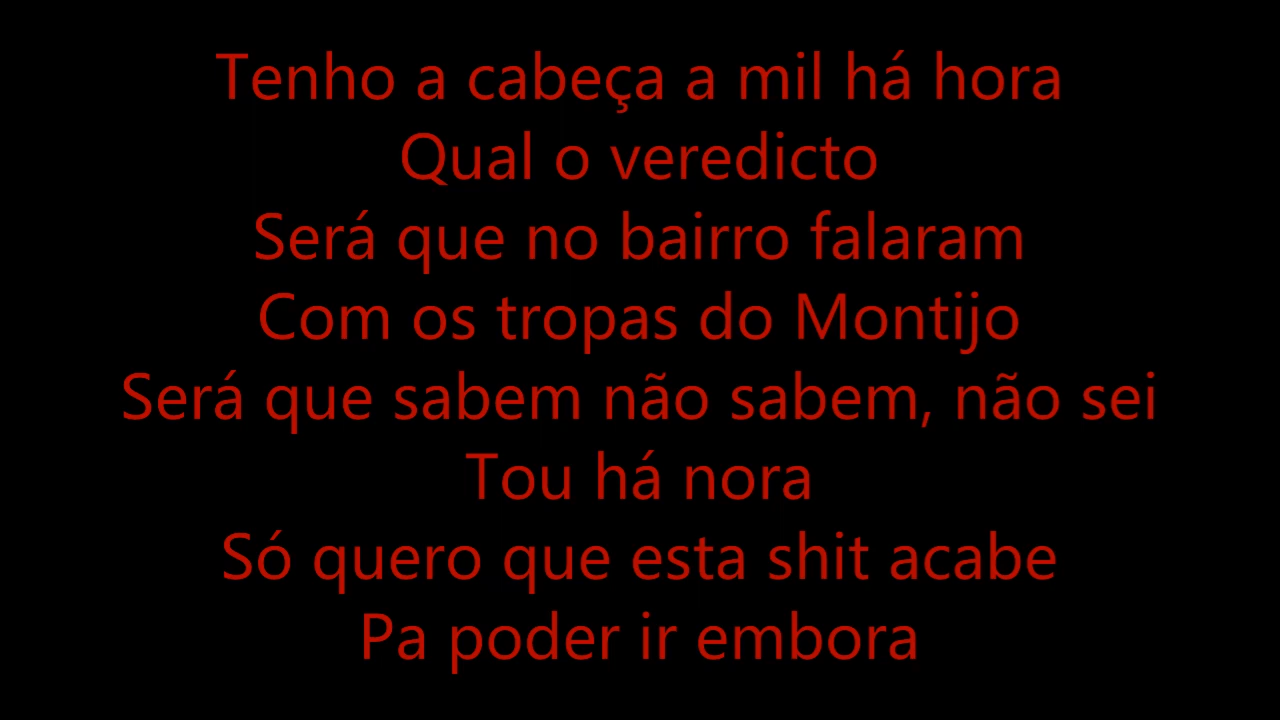 Tenho a cabeça a mil há hora
Qual o veredicto
Será que no bairro falaram
Com os tropas do Montijo
Será que sabem não sabem, não sei
Tou há nora
Só quero que esta shit acabe
Pa poder ir embora